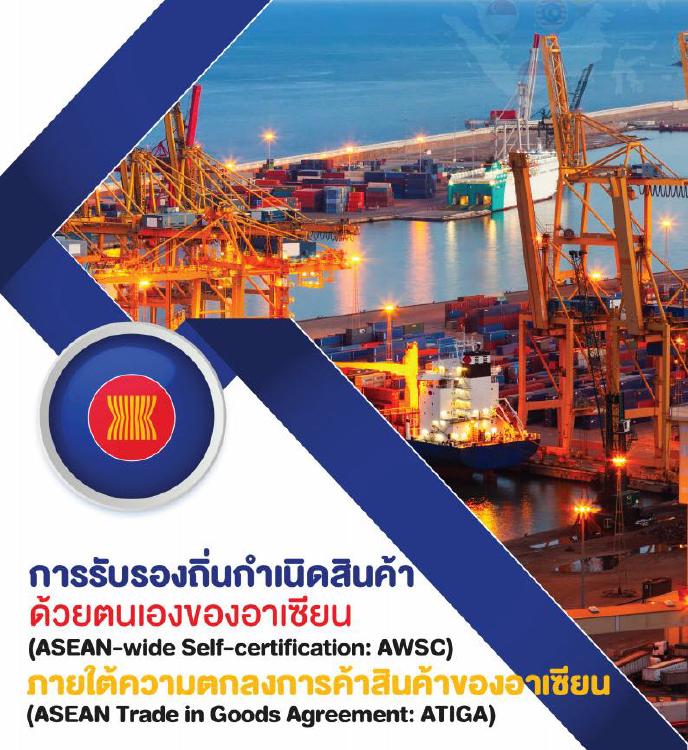 การรับรองถิ่นกำเนิดสินค้า
ด้วยตนเองของอาเซียน
(ASEAN-wide Self-certification: AWSC)
ภายใต้ความตกลงการค้าสินค้าของอาเซียน
(ASEAN Trade in Goods Agreement: ATIGA)